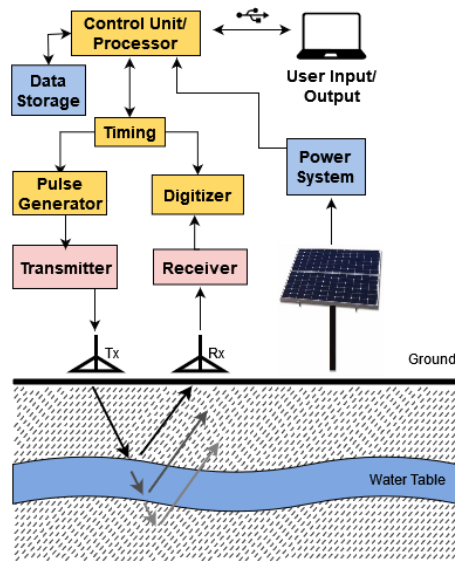 Control Unit/
Processor
Data
Storage
User Input/
Output
Timing
Power
System
Pulse
Generator
Digitizer
Transmitter
Receiver
Tx
Rx
Ground
Water Table